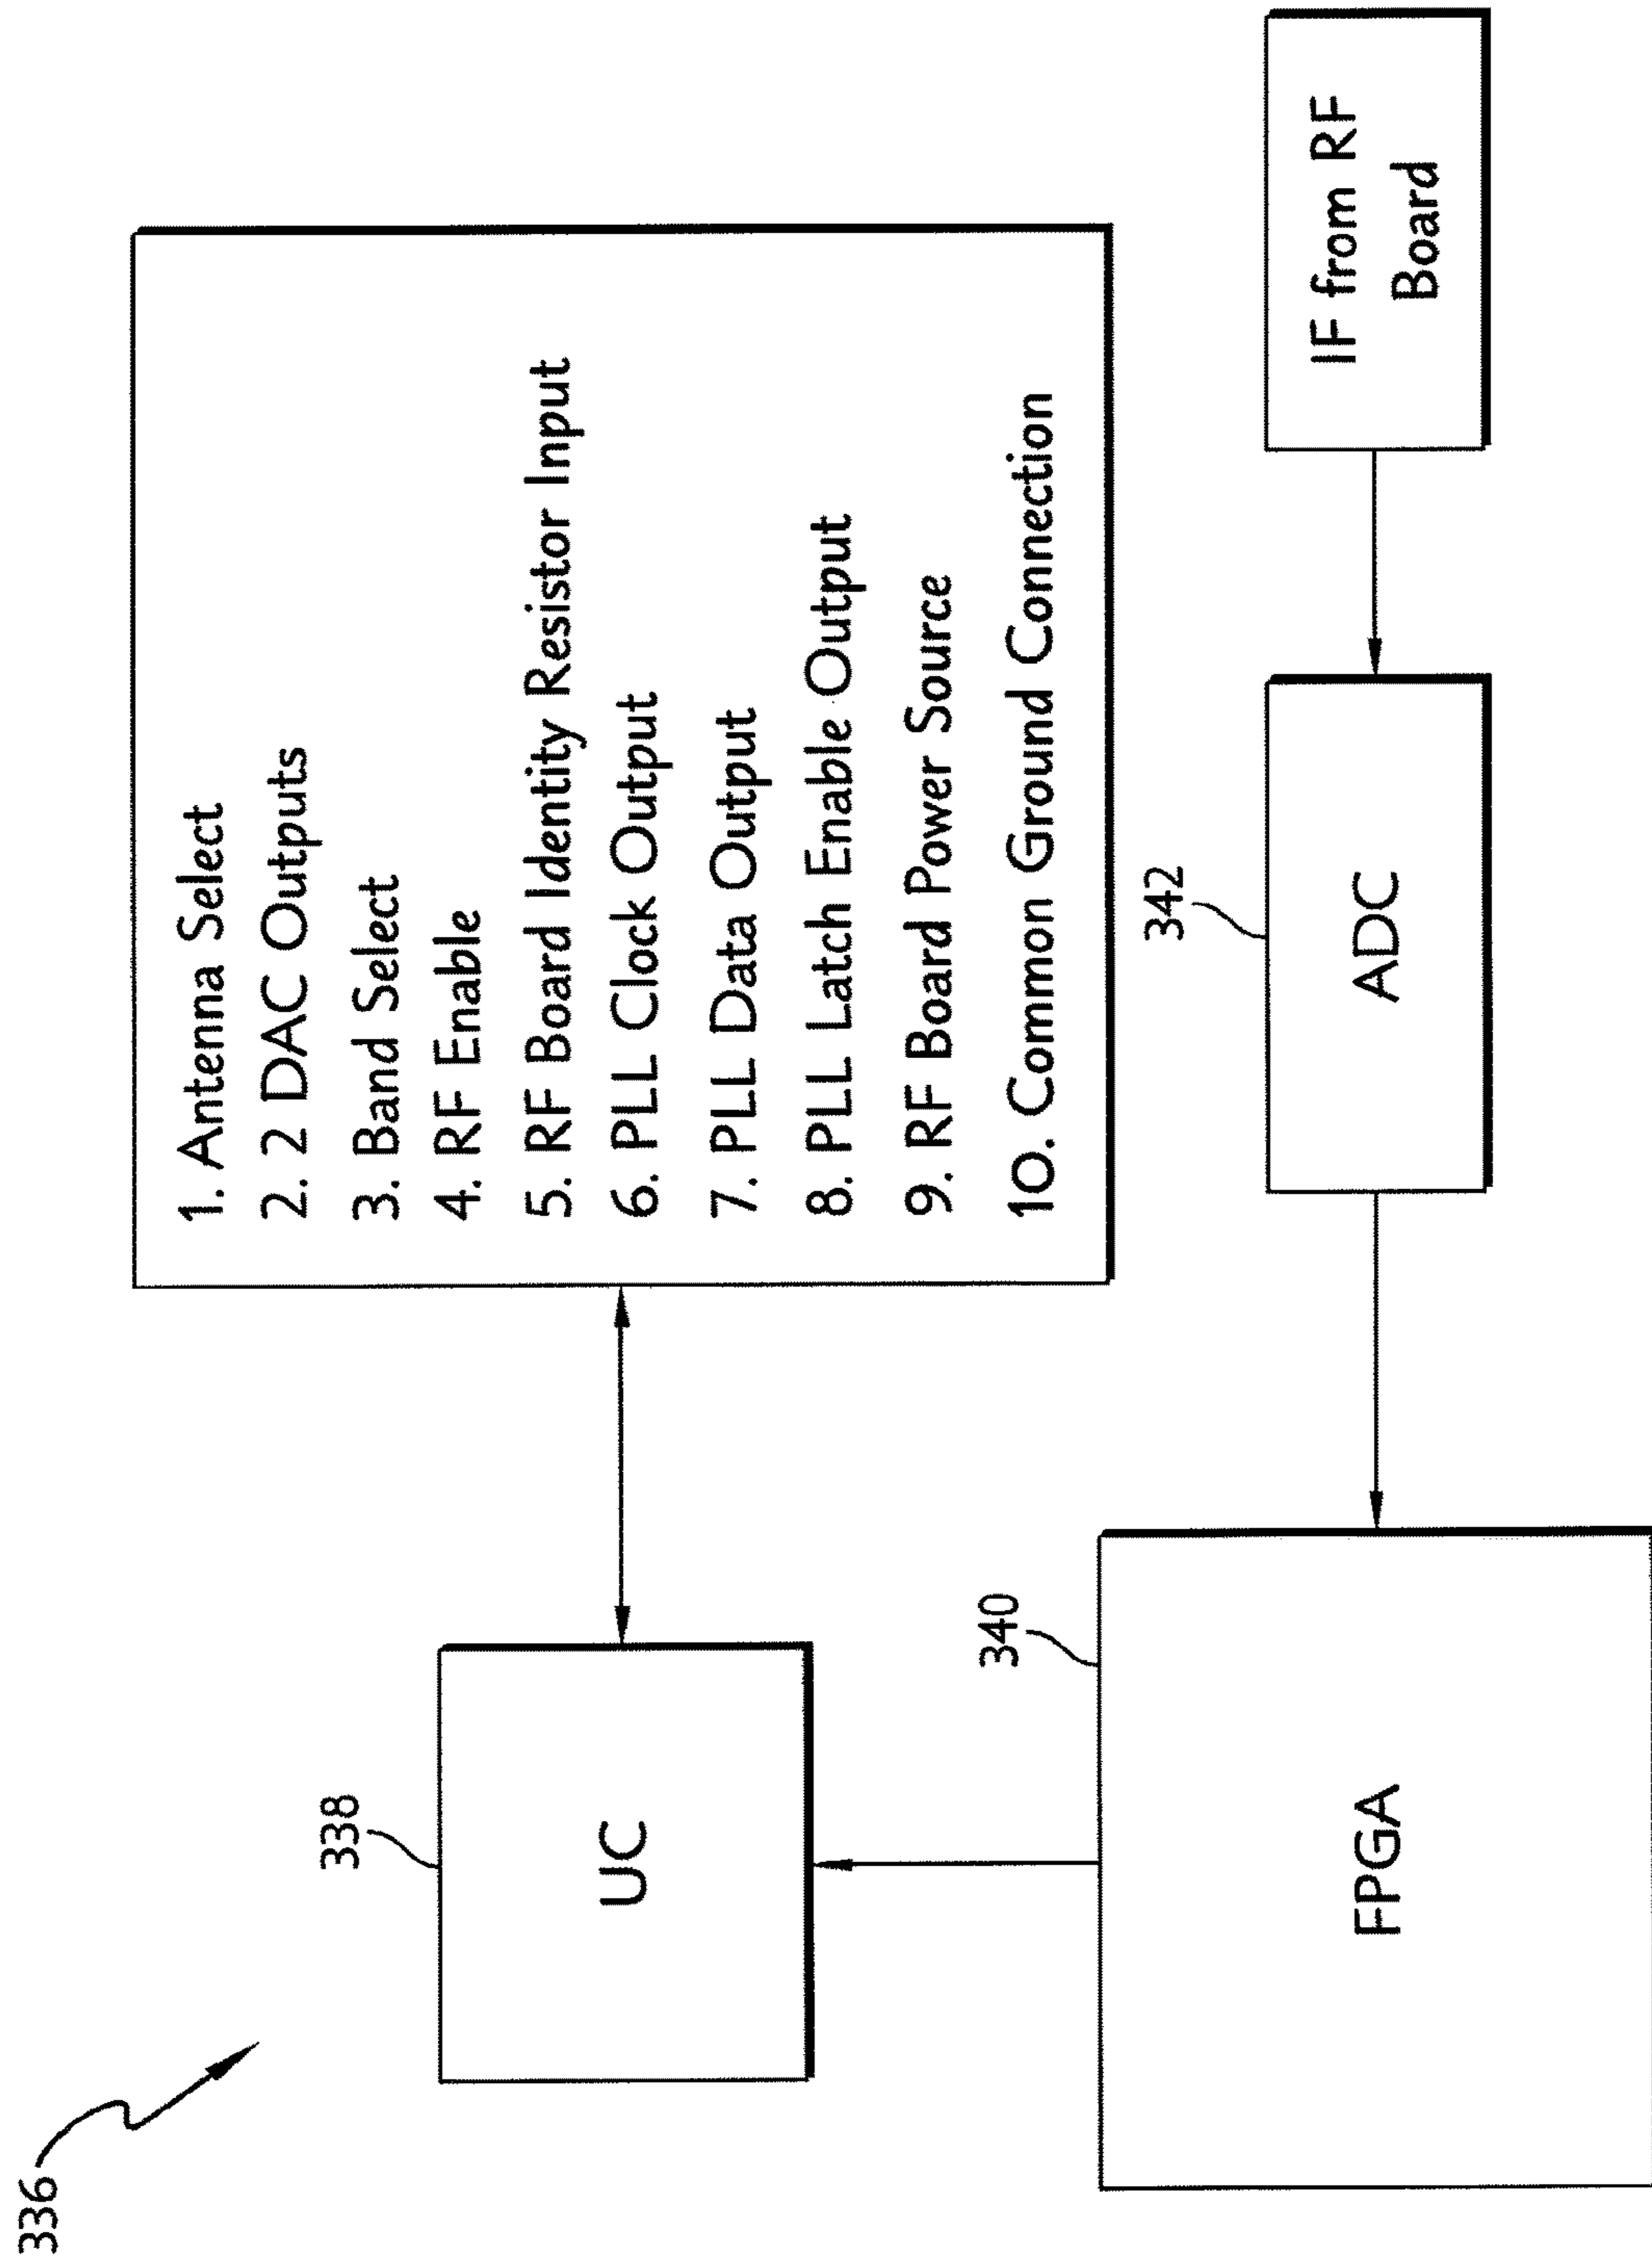 336
338
UC
1. Antenna Select
2. 2 DAC Outputs
3. Band Select
4. RF Enable
5. RF Board Identity Resistor Input
6. PLL Clock Output
7. PLL Data Output
8. PLL Latch Enable Output
9. RF Board Power Source
10. Common Ground Connection
340
FPGA
342
ADC
IF from RF
Board